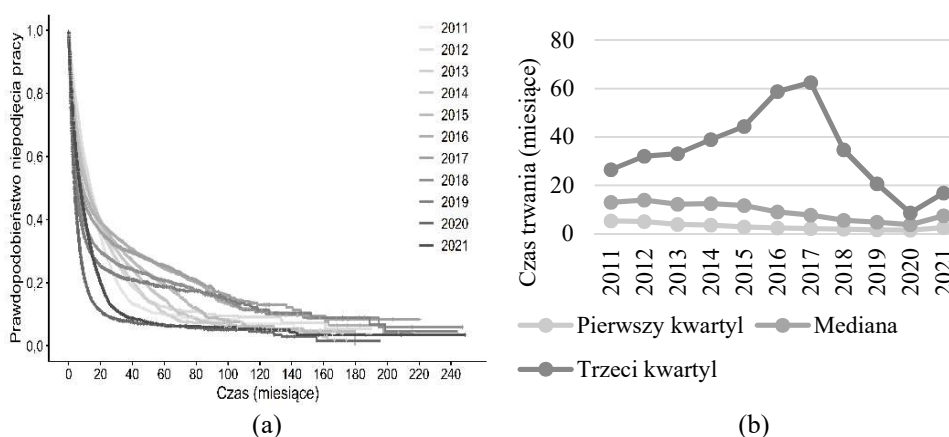 Prawdopodobieństwo niepodjęcia pracy
1,0
0,8
0,6
0,4
0,2
0,0
0 20 40 60 80 100 120 140 160 180 200 220 240
Czas (miesiące)
2011
2012
2013
2014
2015
2016
2017
2018
2019
2020
2021
(a)
Czas trwania (miesiące)
80
60
40
20
0
2011 2012 2013 2014 2015 2016 2017 2018 2019 2020 2021
Pierwszy kwartyl Mediana
Trzeci kwartyl
(b)